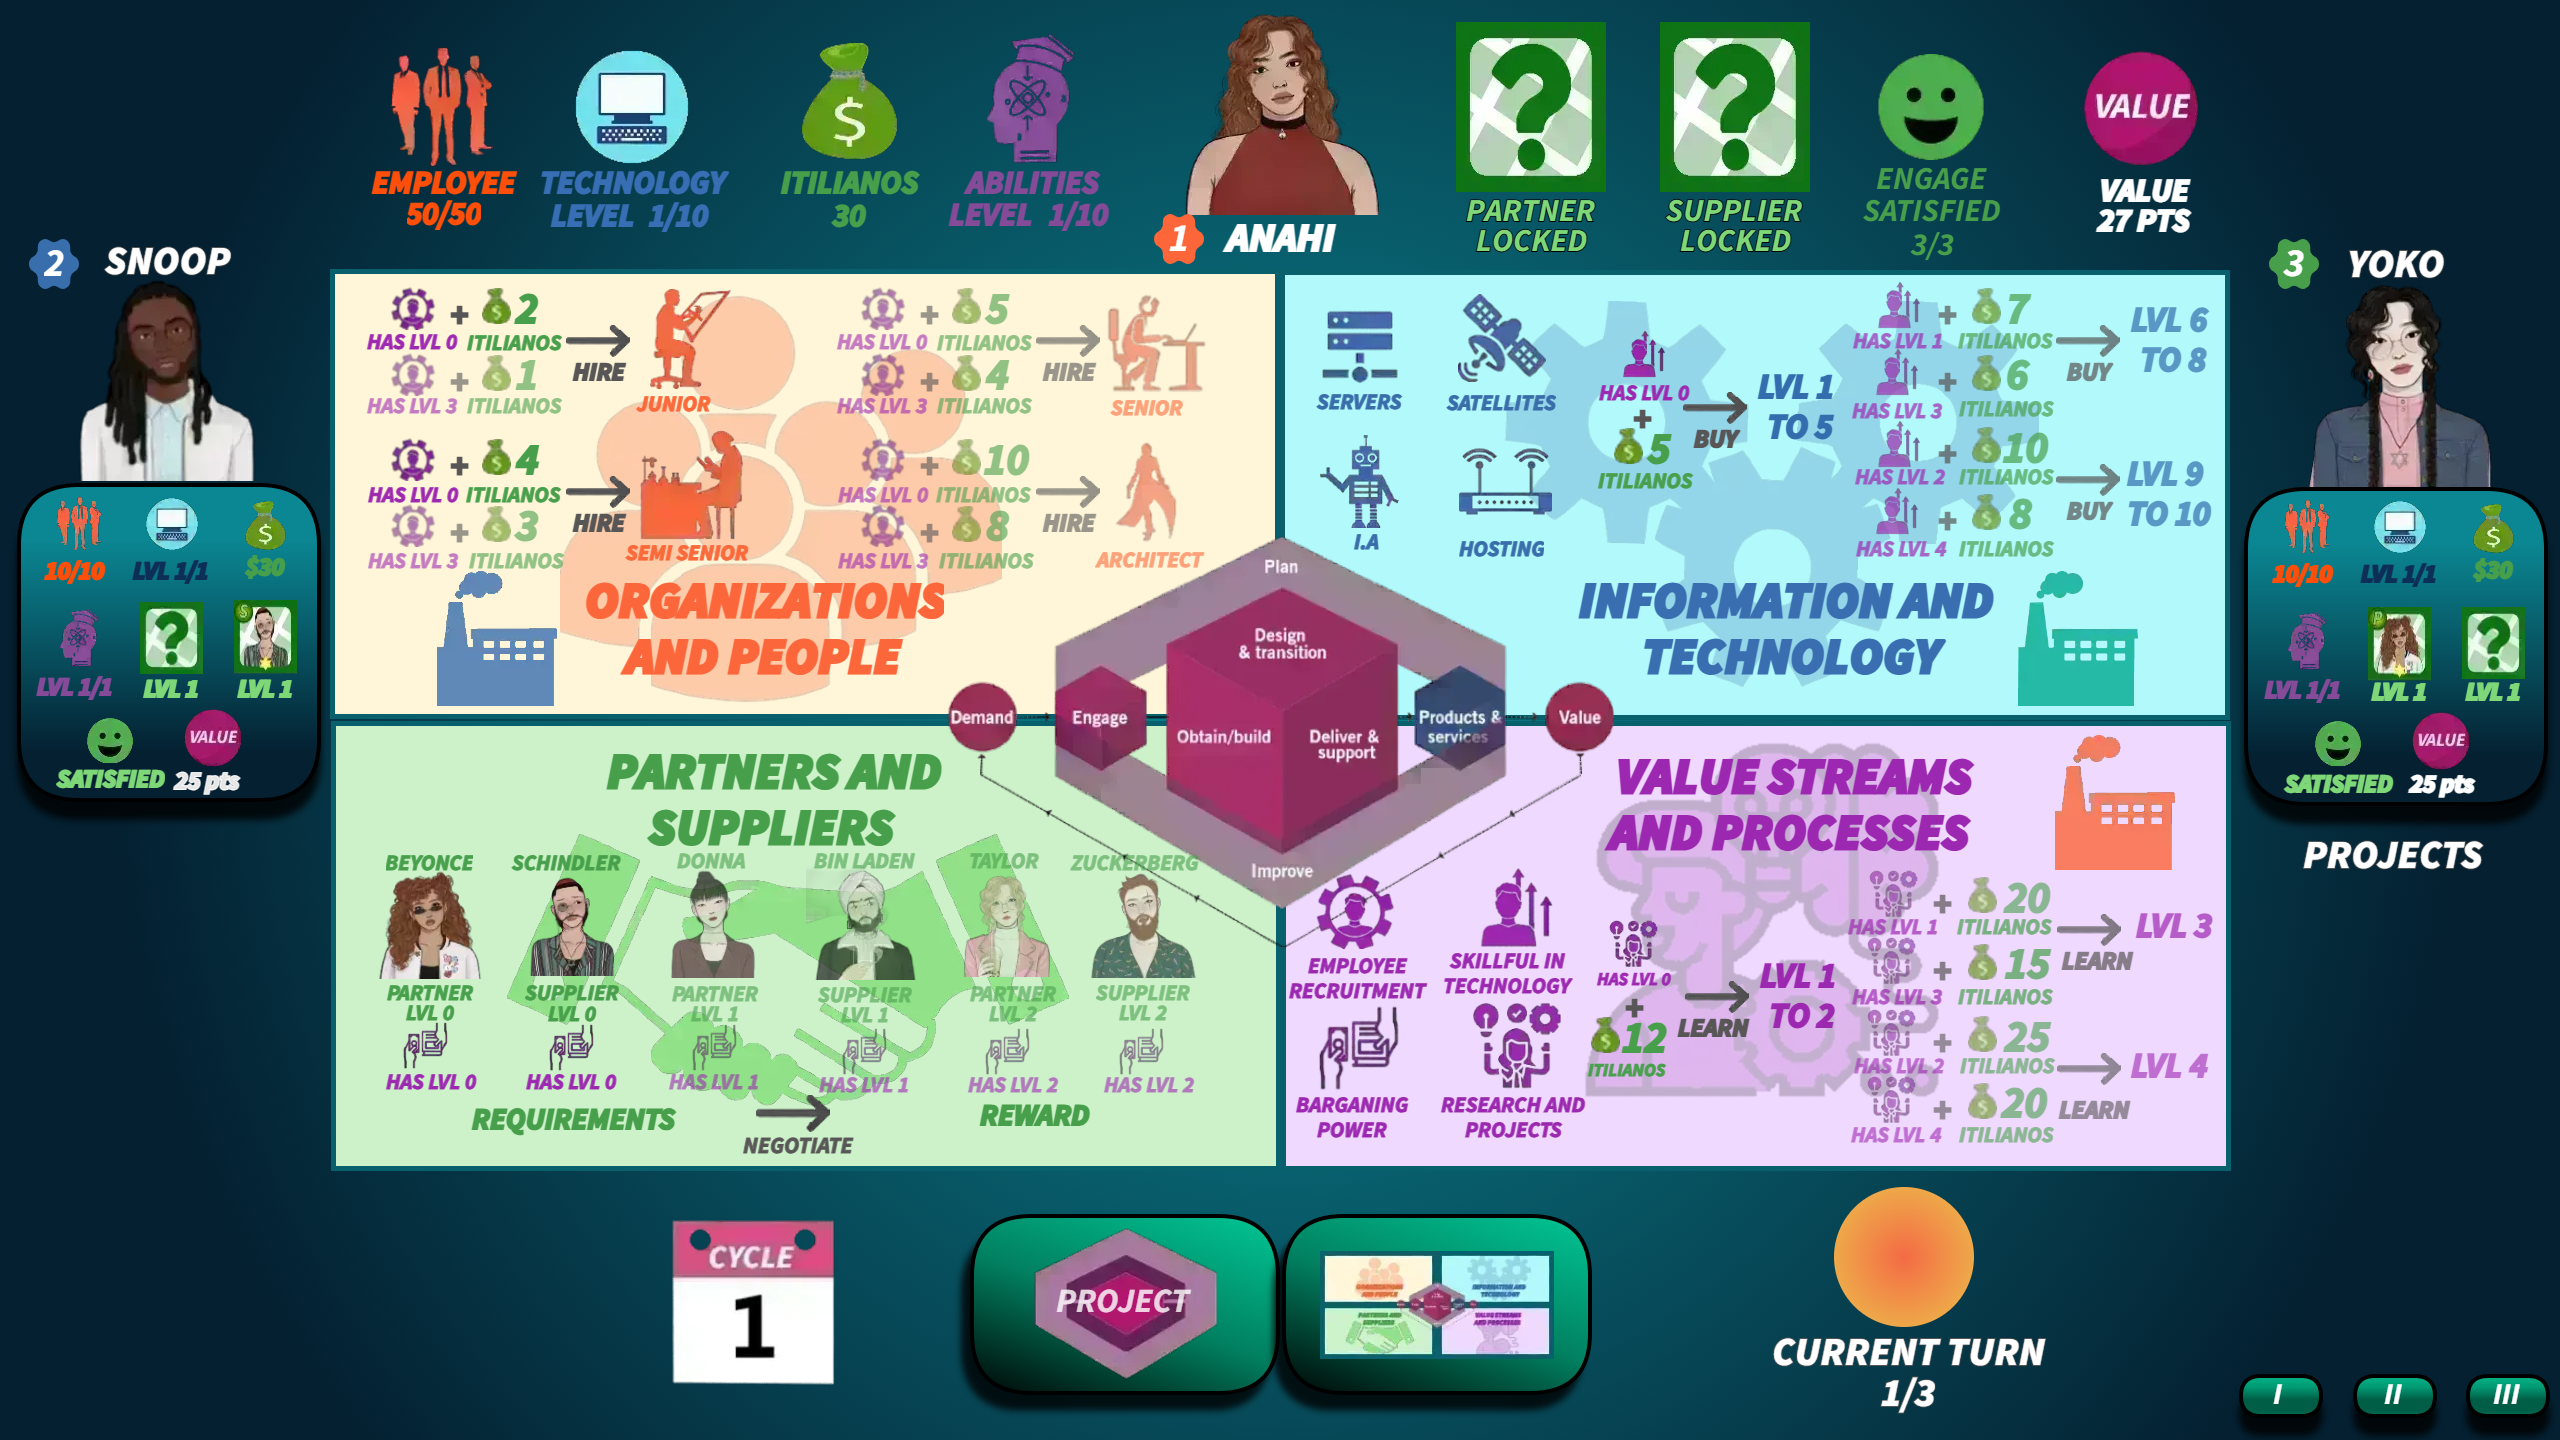 EMPLOYEE
50/50
TECHNOLOGY
LEVEL 1/10
$
ITILIANOS
30
ABILITIES
LEVEL 1/10
1 ANAHI
?
PARTNER
LOCKED
?
SUPPLIER
LOCKED
ENGAGE
SATISFIED
3/3
VALUE
VALUE
27 PTS
2 SNOOP
10/10
LVL 1/1
$30
LVL 1/1
LVL 1
LVL 1
SATISFIED
VALUE
25 pts
3 YOKO
10/10
LVL 1/1
$30
LVL 1/1
LVL 1
LVL 1
SATISFIED
VALUE
25 pts
PROJECTS
HAS LVL 0 + 2 ITILIANOS
HAS LVL 3 + 1 ITILIANOS
HIRE
JUNIOR
HAS LVL 0 + 5 ITILIANOS
HAS LVL 3 + 4 ITILIANOS
HIRE
SENIOR
HAS LVL 0 + 4 ITILIANOS
HAS LVL 3 + 3 ITILIANOS
HIRE
SEMI SENIOR
HAS LVL 0 + 10 ITILIANOS
HAS LVL 3 + 8 ITILIANOS
HIRE
ARCHITECT
ORGANIZATIONS
AND PEOPLE
SERVERS
SATELLITES
I.A
HOSTING
HAS LVL 0
+
5
ITILIANOS
BUY
LVL 1
TO 5
HAS LVL 1 + 7 ITILIANOS
HAS LVL 3 + 6 ITILIANOS
BUY
LVL 6
TO 8
HAS LVL 2 + 10 ITILIANOS
HAS LVL 4 + 8 ITILIANOS
BUY
LVL 9
TO 10
INFORMATION AND
TECHNOLOGY
Plan
Design
& transition
Demand
Engage
Obtain/build
Deliver &
support
Products &
services
Value
Improve
PARTNERS AND
SUPPLIERS
BEYONCE
SCHINDLER
DONNA
BIN LADEN
TAYLOR
ZUCKERBERG
PARTNER
LVL 0
SUPPLIER
LVL 0
PARTNER
LVL 1
SUPPLIER
LVL 1
PARTNER
LVL 2
SUPPLIER
LVL 2
HAS LVL 0
HAS LVL 0
HAS LVL 1
HAS LVL 1
HAS LVL 2
HAS LVL 2
REQUIREMENTS
NEGOTIATE
REWARD
VALUE STREAMS
AND PROCESSES
EMPLOYEE
RECRUITMENT
SKILLFUL IN
TECHNOLOGY
BARGANING
POWER
RESEARCH AND
PROJECTS
HAS LVL 0
+
12
ITILIANOS
LEARN
LVL 1
TO 2
HAS LVL 1 + 20 ITILIANOS
HAS LVL 3 + 15 ITILIANOS
LEARN
LVL 3
HAS LVL 2 + 25 ITILIANOS
HAS LVL 4 + 20 ITILIANOS
LEARN
LVL 4
CYCLE
1
PROJECT
CURRENT TURN
1/3
I
II
III